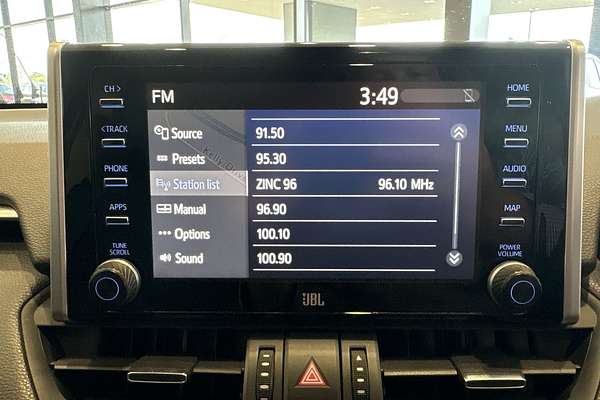 CH >
< TRACK
PHONE
APPS
TUNE
SCROLL
FM
3:49
Source
Presets
Station list
Manual
Options
Sound
Kelly Driv
91.50
95.30
ZINC 96 96.10 MHz
96.90
100.10
100.90
HOME
MENU
AUDIO
MAP
POWER
VOLUME
JBL